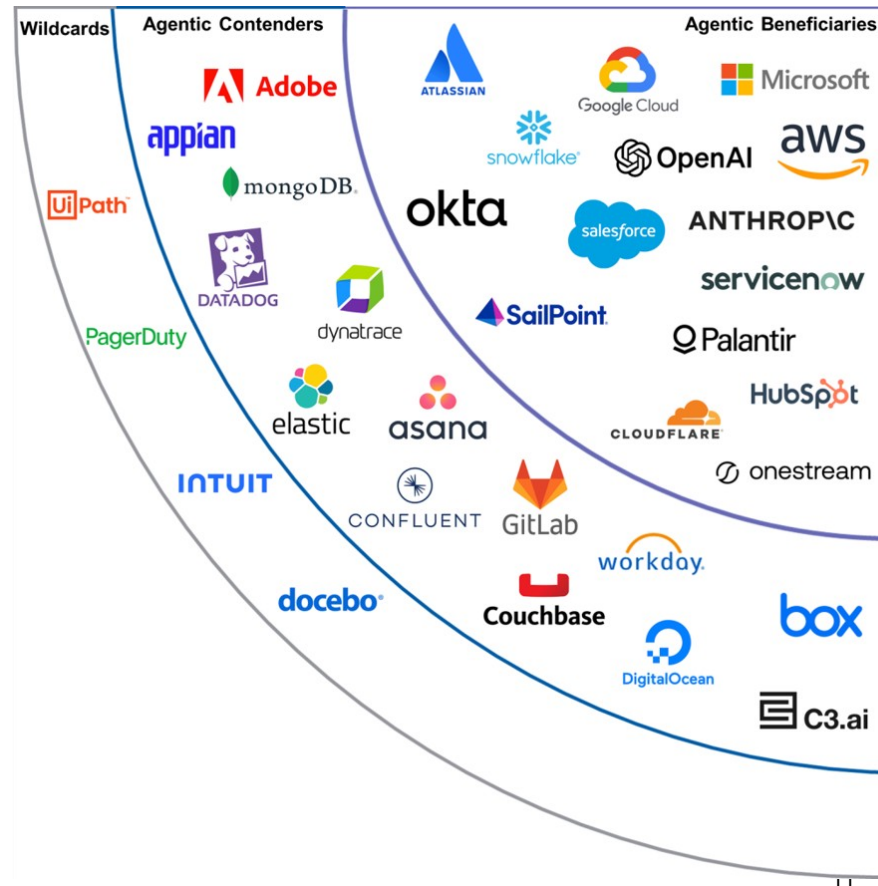 Wildcards
Agentic Contenders
Agentic Beneficiaries
Adobe
appian
mongoDB
UiPath
DATADOG
dynatrace
PagerDuty
elastic
asana
INTUIT
CONFLUENT
GitLab
workday
docebo
Couchbase
box
DigitalOcean
C3.ai
ATLASSIAN
Google Cloud
Microsoft
snowflake
OpenAI
aws
okta
salesforce
ANTHROP\C
servicenow
SailPoint
Palantir
HubSpot
CLOUDFLARE
onestream